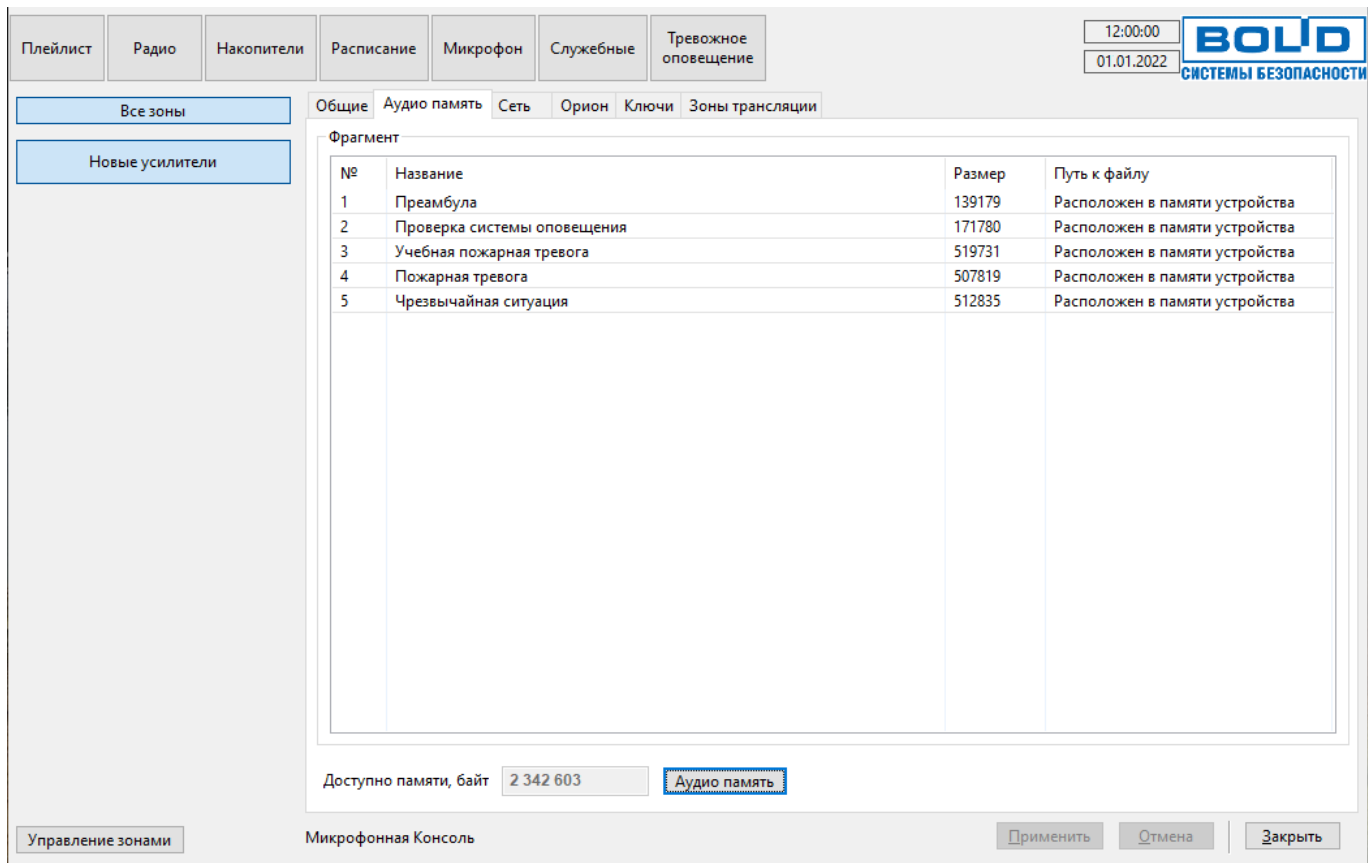 Плейлист Радио Накопители Расписание Микрофон Служебные Тревожное оповещение
12:00:00
01.01.2022
BOLID
СИСТЕМЫ БЕЗОПАСНОСТИ
Все зоны
Новые усилители
Общие Аудио память Сеть Орион Ключи Зоны трансляции
Фрагмент
№ Название Размер Путь к файлу
1 Преамбула 139179 Расположен в памяти устройства
2 Проверка системы оповещения 171780 Расположен в памяти устройства
3 Учебная пожарная тревога 519731 Расположен в памяти устройства
4 Пожарная тревога 507819 Расположен в памяти устройства
5 Чрезвычайная ситуация 512835 Расположен в памяти устройства
Доступно памяти, байт 2 342 603 Аудио память
Управление зонами Микрофонная Консоль Применить Отмена Закрыть